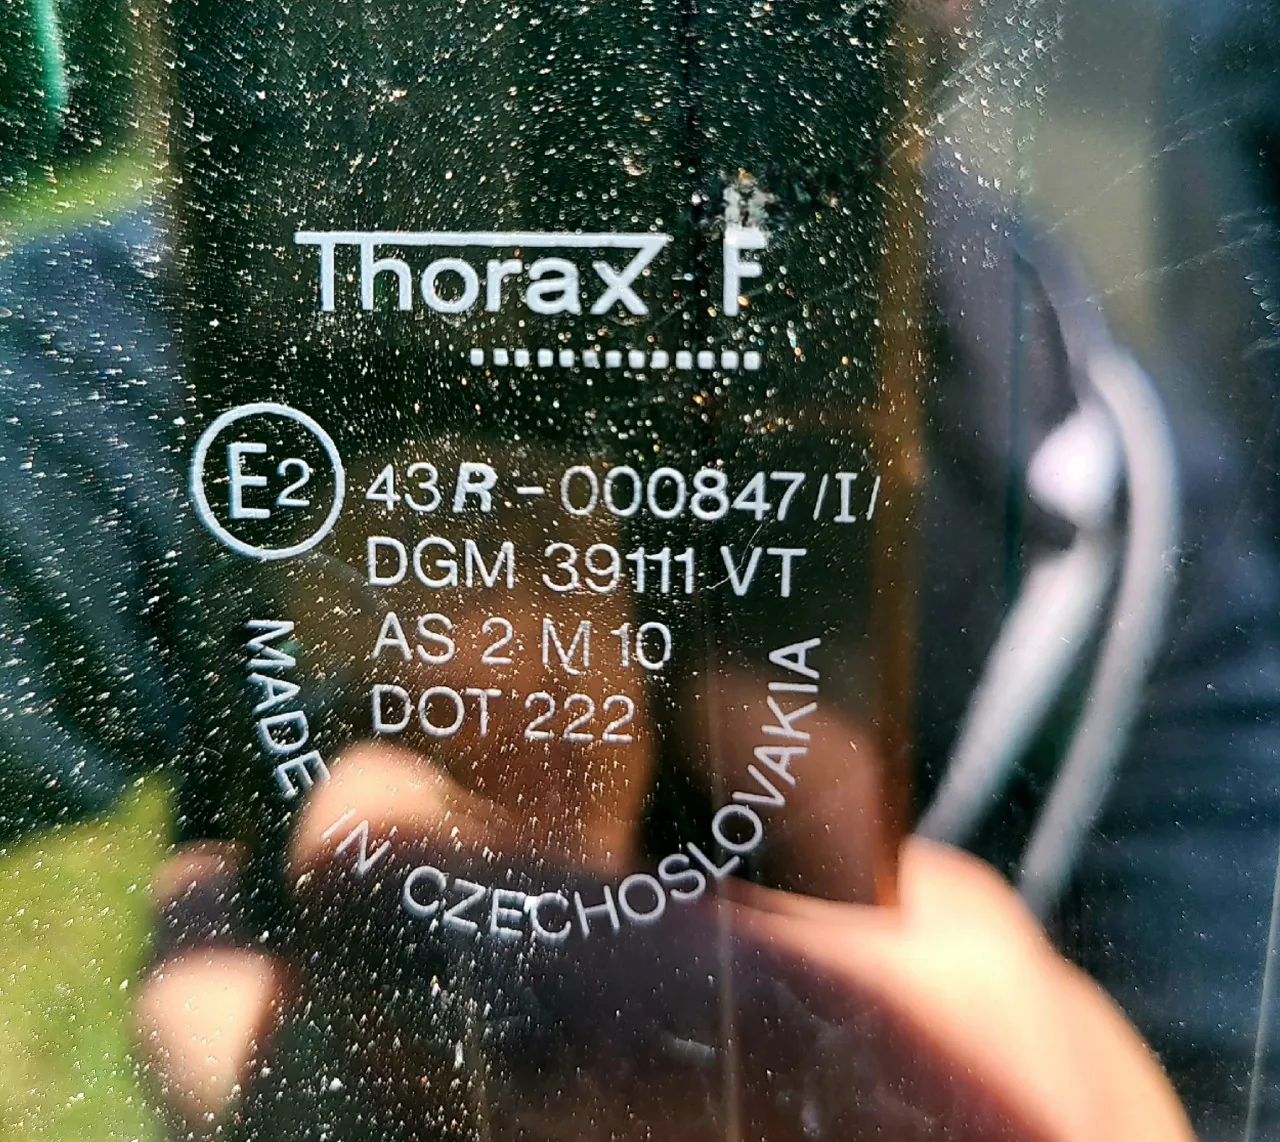 Thorax F
E2 43R-000847/I/
DGM 39111 VT
AS 2 M 10
DOT 222
MADE IN CZECHOSLOVAKIA